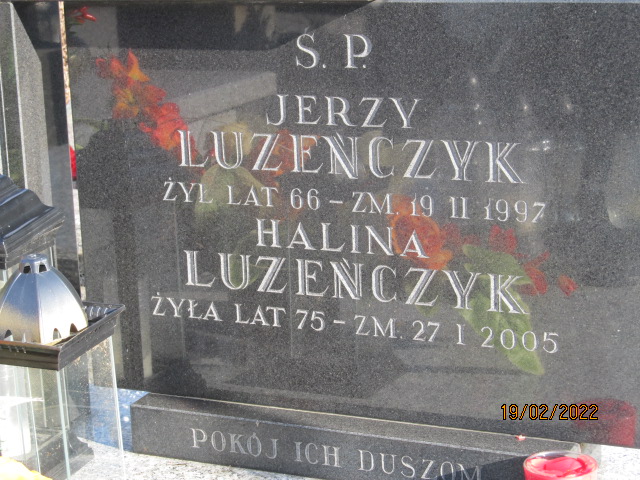 S. P.
JERZY
LUZEŃCZYK
ŻYŁ LAT 66 – ZM. 19 II 1997
HALINA
LUZEŃCZYK
ŻYŁA LAT 75 – ZM. 27 I 2005
POKÓJ ICH DUSZOM
19/02/2022